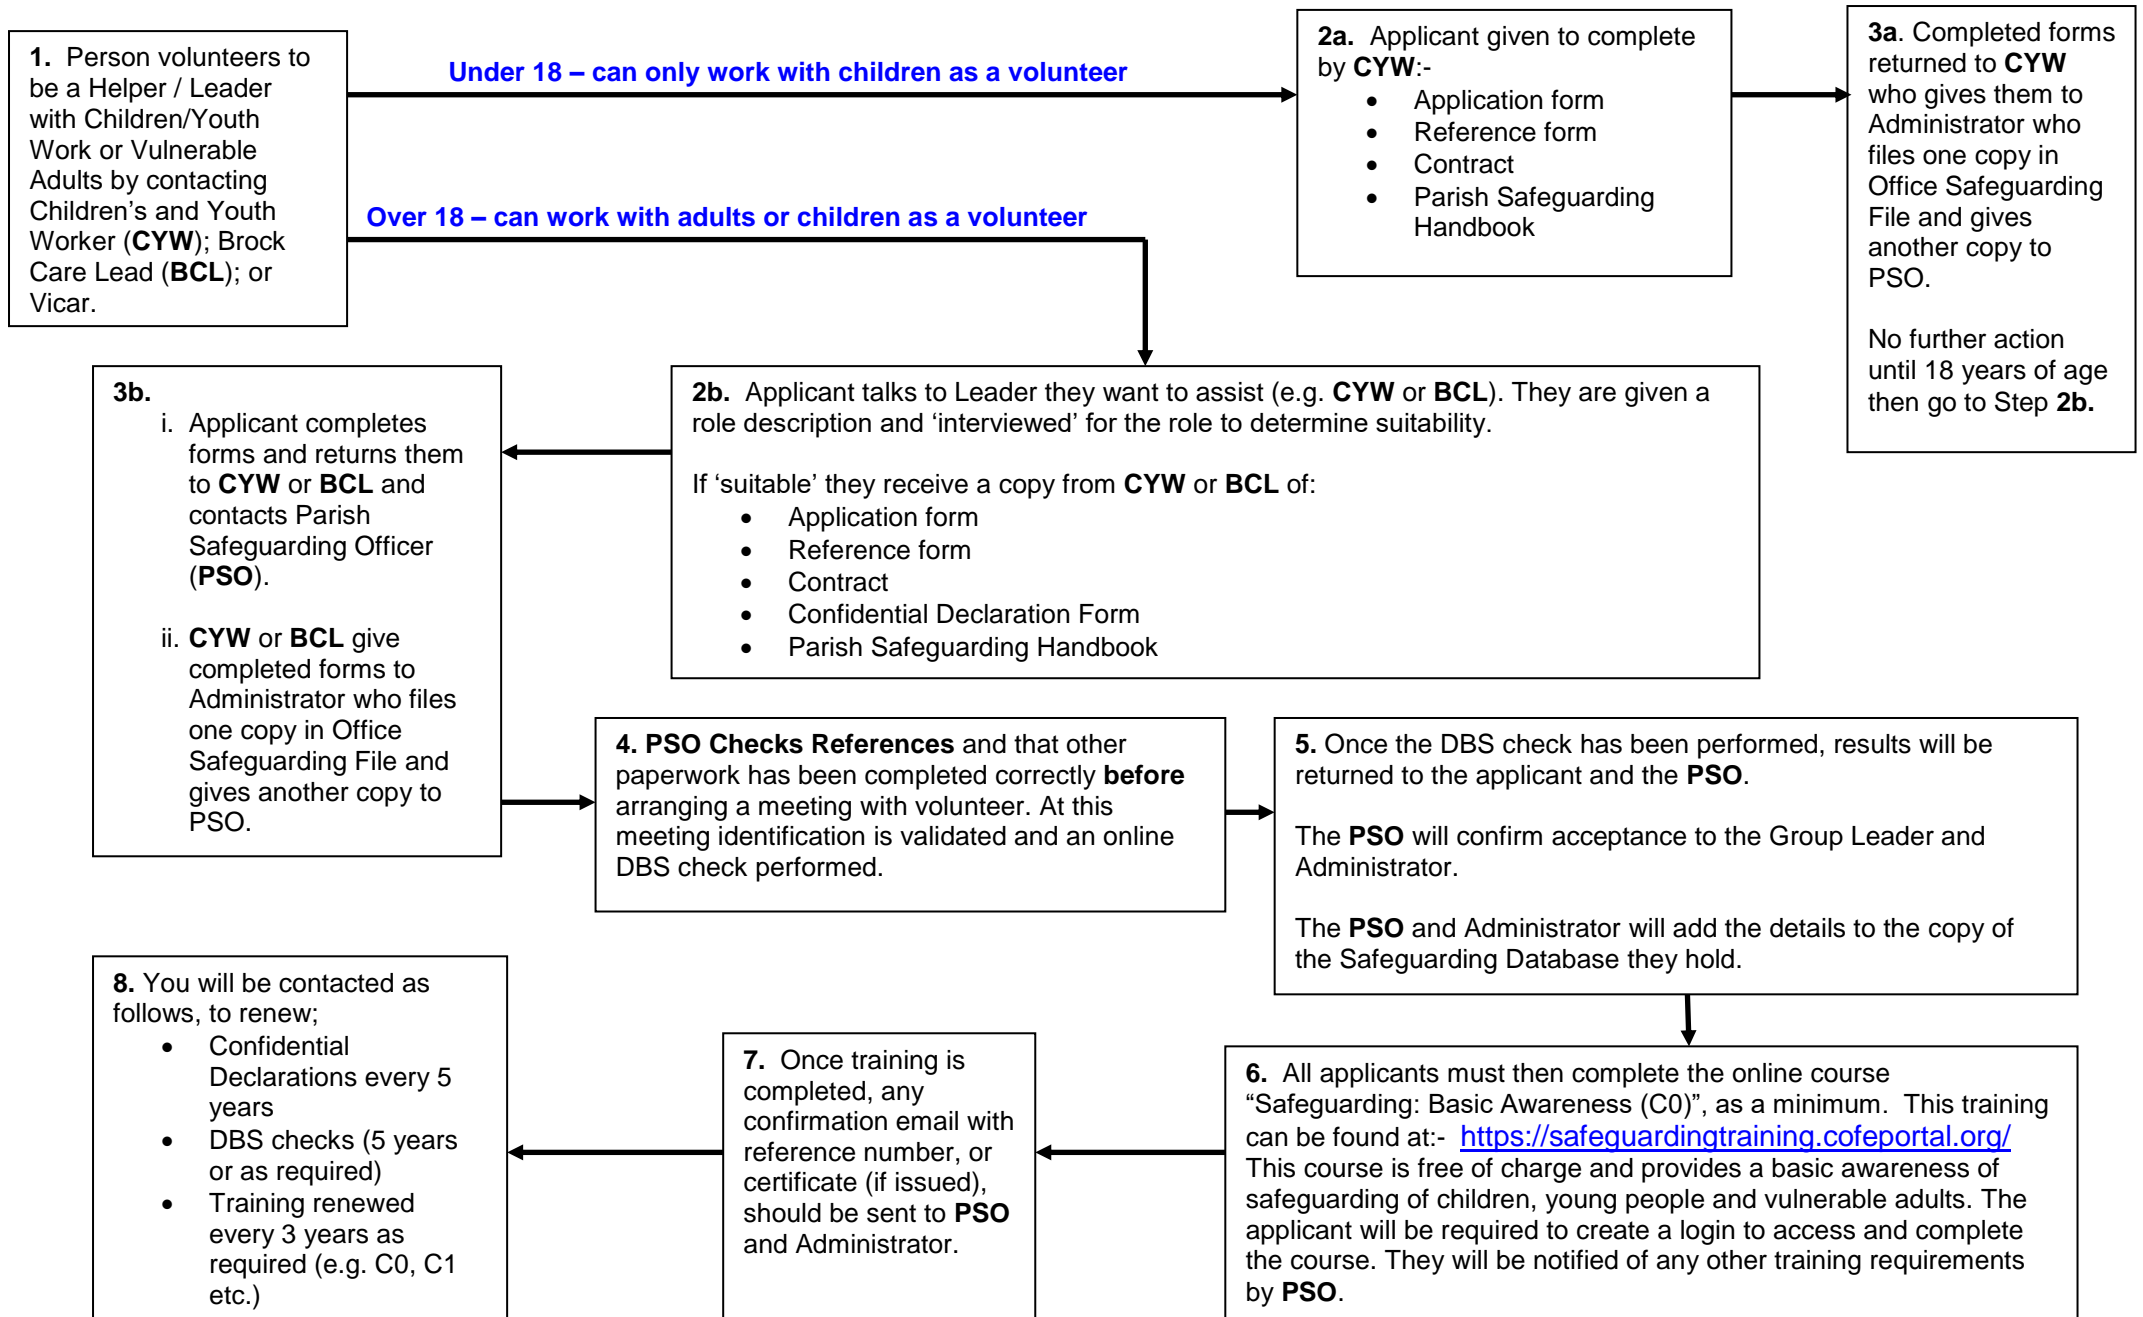 1. Person volunteers to
be a Helper / Leader
with Children/Youth
Work or Vulnerable
Adults by contacting
Children’s and Youth
Worker (CYW); Brock
Care Lead (BCL); or
Vicar.
Under 18 – can only work with children as a volunteer
Over 18 – can work with adults or children as a volunteer
2a. Applicant given to complete
by CYW:-
• Application form
• Reference form
• Contract
• Parish Safeguarding
Handbook
3a. Completed forms
returned to CYW
who gives them to
Administrator who
files one copy in
Office Safeguarding
File and gives
another copy to
PSO.
No further action
until 18 years of age
then go to Step 2b.
2b. Applicant talks to Leader they want to assist (e.g. CYW or BCL). They are given a
role description and ‘interviewed’ for the role to determine suitability.
If ‘suitable’ they receive a copy from CYW or BCL of:
• Application form
• Reference form
• Contract
• Confidential Declaration Form
• Parish Safeguarding Handbook
3b.
i. Applicant completes
forms and returns them
to CYW or BCL and
contacts Parish
Safeguarding Officer
(PSO).
ii. CYW or BCL give
completed forms to
Administrator who files
one copy in Office
Safeguarding File and
gives another copy to
PSO.
4. PSO Checks References and that other
paperwork has been completed correctly before
arranging a meeting with volunteer. At this
meeting identification is validated and an online
DBS check performed.
5. Once the DBS check has been performed, results will be
returned to the applicant and the PSO.
The PSO will confirm acceptance to the Group Leader and
Administrator.
The PSO and Administrator will add the details to the copy of
the Safeguarding Database they hold.
6. All applicants must then complete the online course
“Safeguarding: Basic Awareness (C0)”, as a minimum. This training
can be found at:- https://safeguardingtraining.cofeportal.org/
This course is free of charge and provides a basic awareness of
safeguarding of children, young people and vulnerable adults. The
applicant will be required to create a login to access and complete
the course. They will be notified of any other training requirements
by PSO.
7. Once training is
completed, any
confirmation email with
reference number, or
certificate (if issued),
should be sent to PSO
and Administrator.
8. You will be contacted as
follows, to renew;
• Confidential
Declarations every 5
years
• DBS checks (5 years
or as required)
• Training renewed
every 3 years as
required (e.g. C0, C1
etc.)